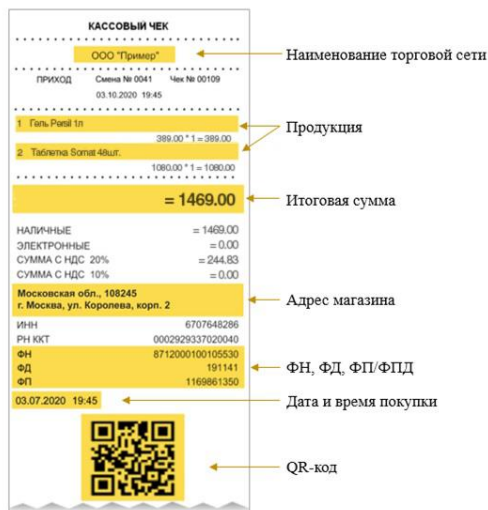 КАССОВЫЙ ЧЕК
ООО "Пример"
Наименование торговой сети
ПРИХОД Смена № 0041 Чек № 00109
03.10.2020 19:45
1 Гель Persil 1л
389.00 * 1 = 389.00
Продукция
2 Таблетка Somat 48шт.
1080.00 * 1 = 1080.00
= 1469.00
Итоговая сумма
НАЛИЧНЫЕ = 1469.00
ЭЛЕКТРОННЫЕ = 0.00
СУММА С НДС 20% = 244.83
СУММА С НДС 10% = 0.00
Московская обл., 108245
г. Москва, ул. Королева, корп. 2
Адрес магазина
ИНН 6707648286
РН ККТ 0002929337020040
ФН 8712000100105530
ФД 191141
ФП 1169861350
ФН, ФД, ФП/ФПД
03.07.2020 19:45
Дата и время покупки
QR-код